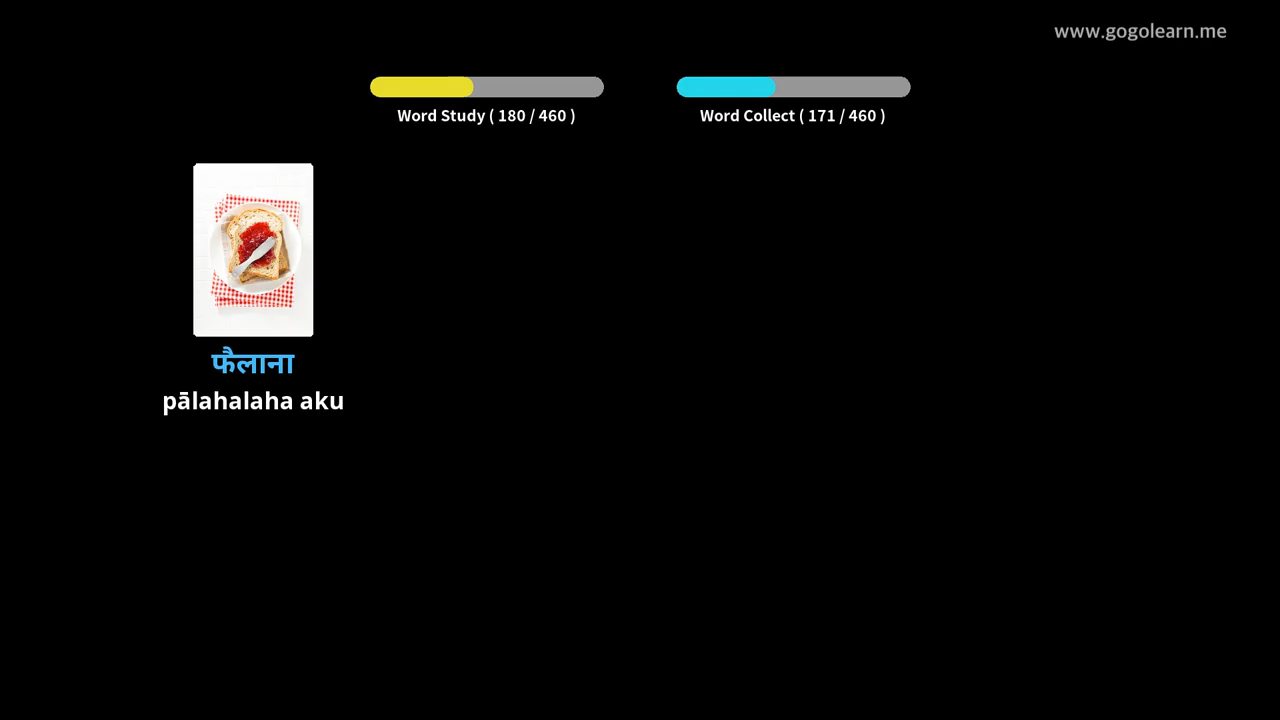 www.gogolearn.me
Word Study ( 180 / 460 )
Word Collect ( 171 / 460 )
फैलाना
pālahalaha aku